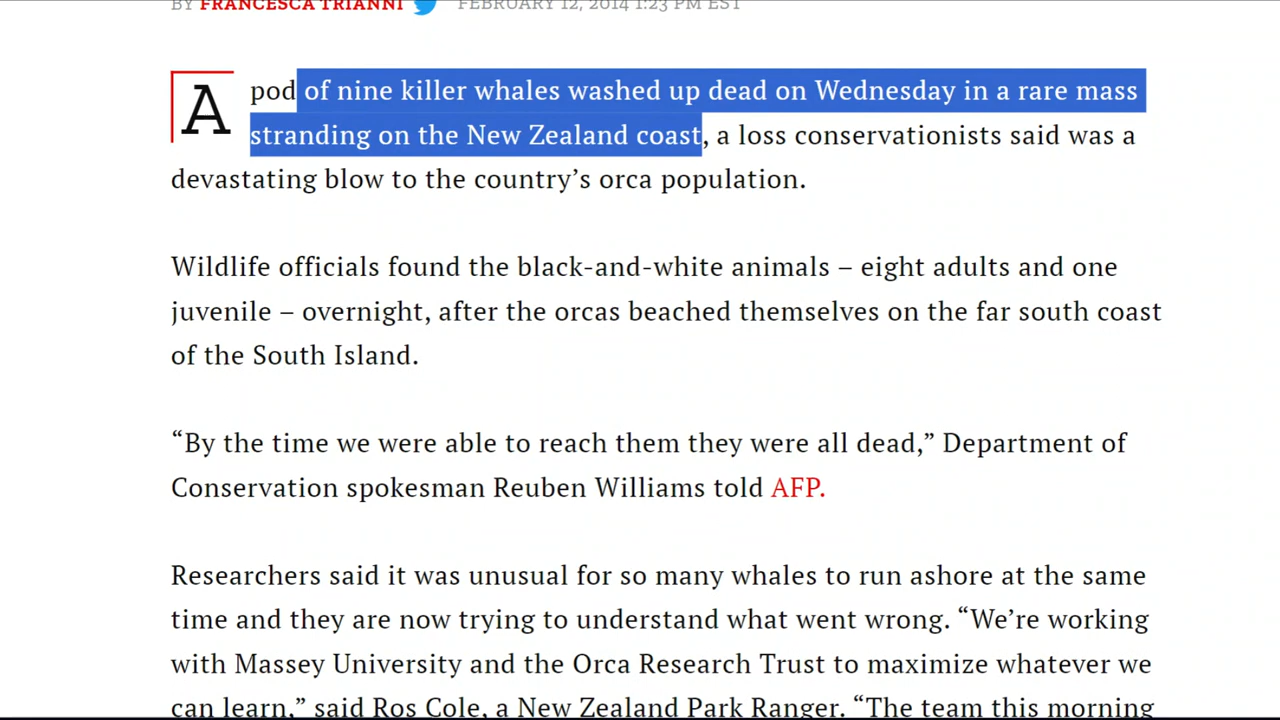 BY FRANCESCA TRIANNI FEBRUARY 12, 2014 1:23 PM EST
A pod of nine killer whales washed up dead on Wednesday in a rare mass
stranding on the New Zealand coast, a loss conservationists said was a
devastating blow to the country’s orca population.
Wildlife officials found the black-and-white animals – eight adults and one
juvenile – overnight, after the orcas beached themselves on the far south coast
of the South Island.
“By the time we were able to reach them they were all dead,” Department of
Conservation spokesman Reuben Williams told AFP.
Researchers said it was unusual for so many whales to run ashore at the same
time and they are now trying to understand what went wrong. “We’re working
with Massey University and the Orca Research Trust to maximize whatever we
can learn,” said Ros Cole, a New Zealand Park Ranger. “The team this morning